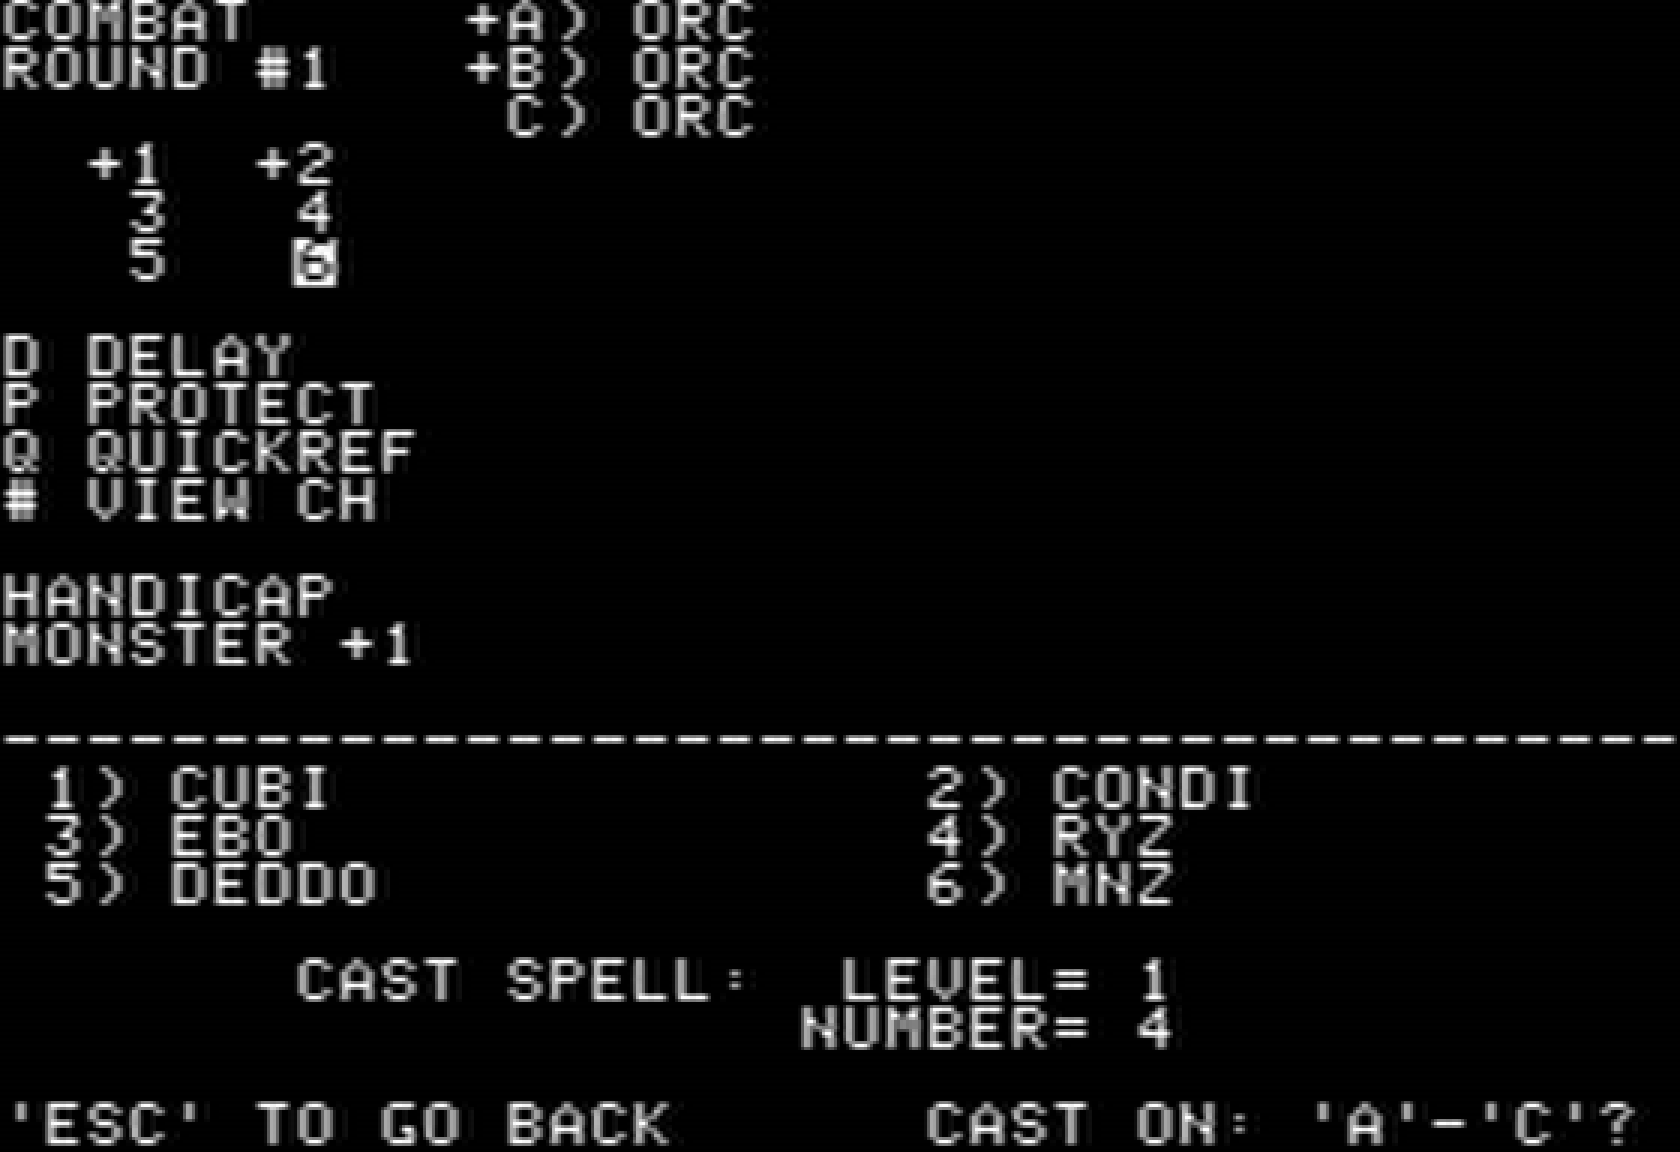 COMBAT +A) ORC
ROUND #1 +B) ORC
C) ORC
+1 +2
3 4
5 6
D DELAY
P PROTECT
Q QUICKREF
# VIEW CH
HANDICAP
MONSTER +1
----------------------------------------
1) CUBI 2) CONDI
3) EBO 4) RYZ
5) DEDDO 6) MNZ
CAST SPELL: LEVEL= 1
NUMBER= 4
'ESC' TO GO BACK CAST ON: 'A'-'C'?